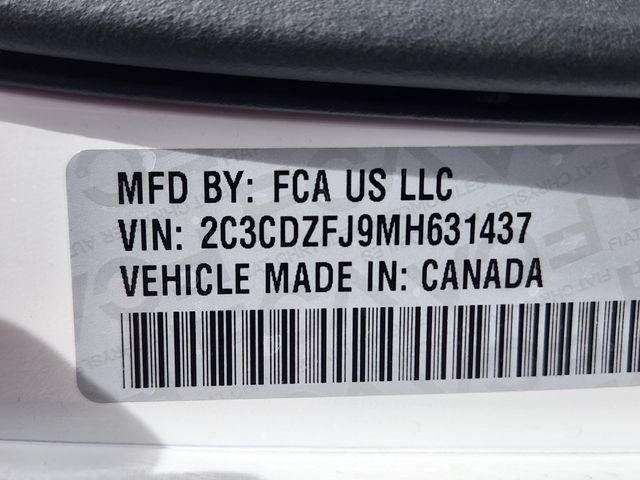 MFD BY: FCA US LLC
VIN: 2C3CDZFJ9MH631437
VEHICLE MADE IN: CANADA